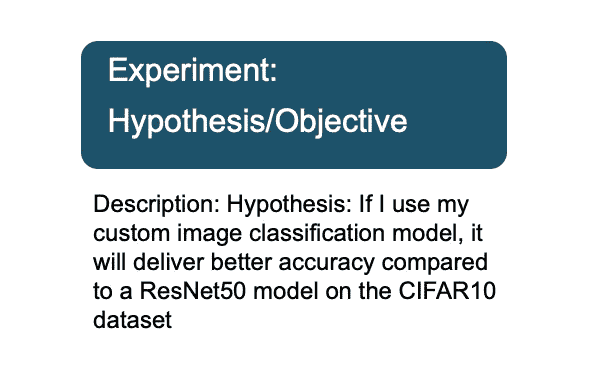 Experiment:
Hypothesis/Objective
Description: Hypothesis: If I use my
custom image classification model, it
will deliver better accuracy compared
to a ResNet50 model on the CIFAR10
dataset